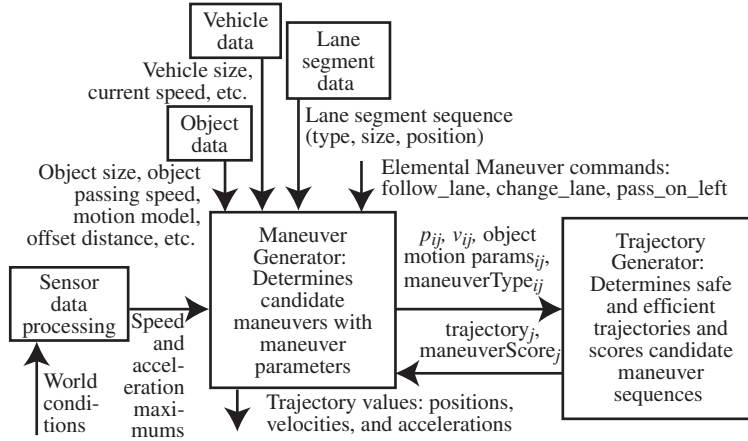 Vehicle
data
Lane
segment
data
Vehicle size,
current speed, etc.
Object
data
Lane segment sequence
(type, size, position)
Object size, object
passing speed,
motion model,
offset distance, etc.
Elemental Maneuver commands:
follow_lane, change_lane, pass_on_left
Maneuver
Generator:
Determines
candidate
maneuvers with
maneuver
parameters
p_ij, v_ij, object
motion params_ij,
maneuverType_ij
trajectory_j,
maneuverScore_j
Trajectory
Generator:
Determines safe
and efficient
trajectories and
scores candidate
maneuver
sequences
Sensor
data
processing
Speed
and
accel-
eration
maxi-
mums
World
condi-
tions
Trajectory values: positions,
velocities, and accelerations